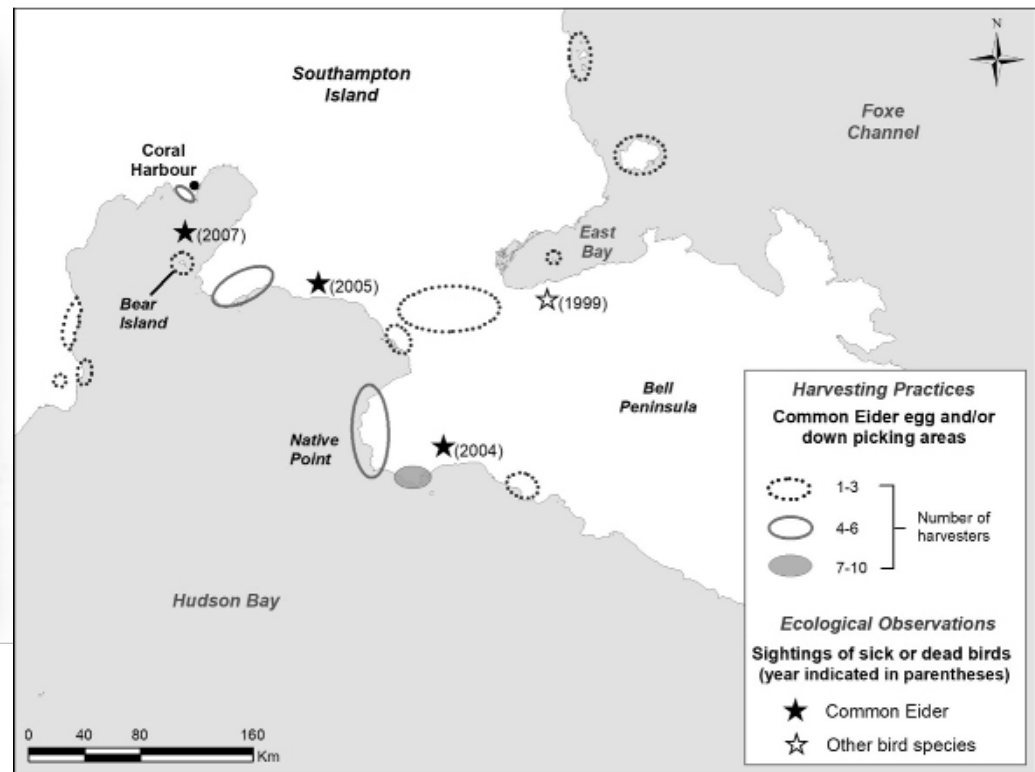 N
Southampton
Island
Foxe
Channel
Coral
Harbour
(2007)
East
Bay
(2005)
(1999)
Bear
Island
Bell
Peninsula
Native
Point
(2004)
Hudson Bay
0 40 80 160
Km
Harvesting Practices
Common Eider egg and/or
down picking areas
1-3
4-6
7-10
Number of
harvesters
Ecological Observations
Sightings of sick or dead birds
(year indicated in parentheses)
Common Eider
Other bird species